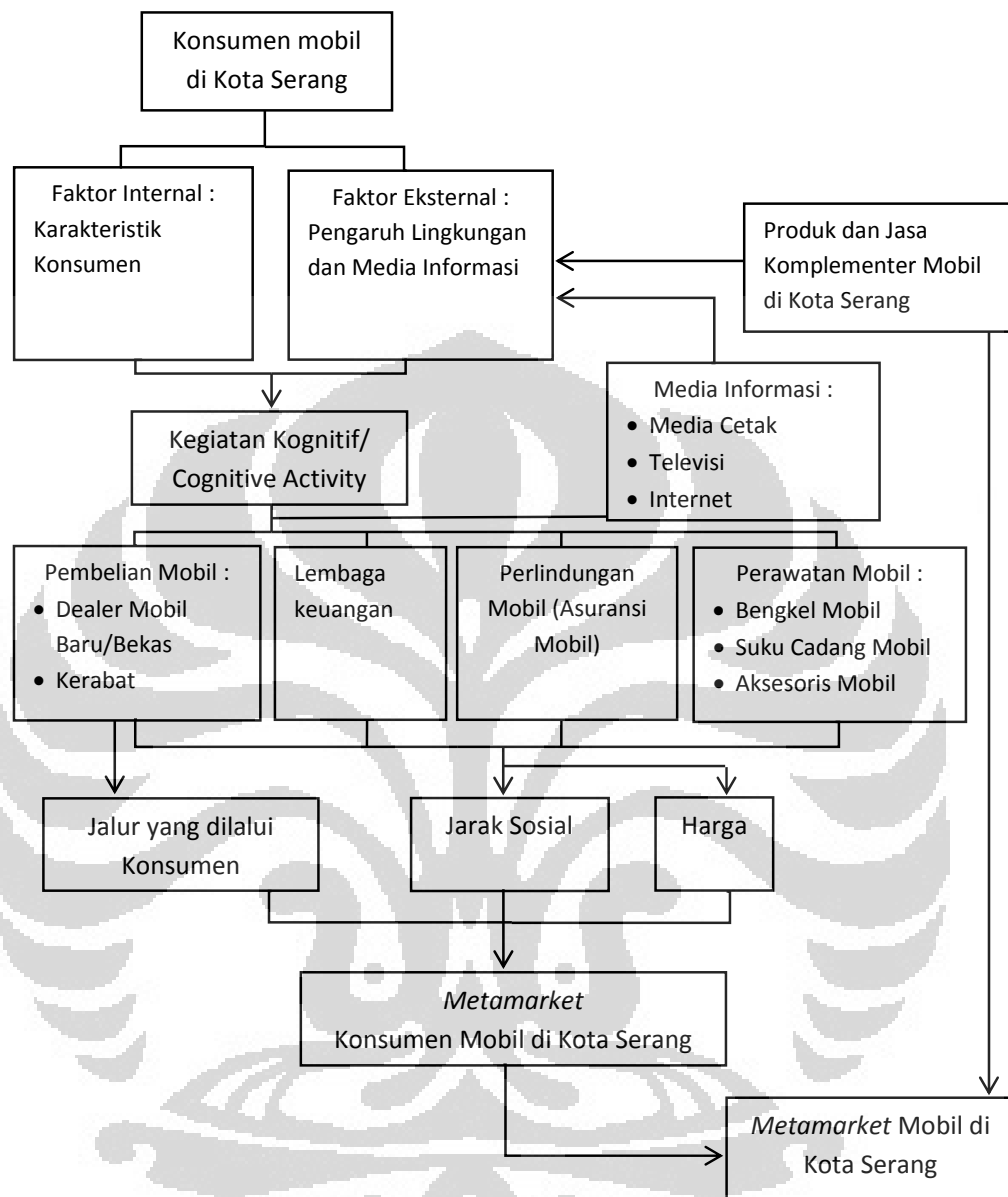 Konsumen mobil
di Kota Serang
Faktor Internal :
Karakteristik
Konsumen
Faktor Eksternal :
Pengaruh Lingkungan
dan Media Informasi
Produk dan Jasa
Komplementer Mobil
di Kota Serang
Media Informasi :
• Media Cetak
• Televisi
• Internet
Kegiatan Kognitif/
Cognitive Activity
Pembelian Mobil :
• Dealer Mobil
Baru/Bekas
• Kerabat
Lembaga
keuangan
Perlindungan
Mobil (Asuransi
Mobil)
Perawatan Mobil :
• Bengkel Mobil
• Suku Cadang Mobil
• Aksesoris Mobil
Jalur yang dilalui
Konsumen
Jarak Sosial
Harga
Metamarket
Konsumen Mobil di Kota Serang
Metamarket Mobil di
Kota Serang